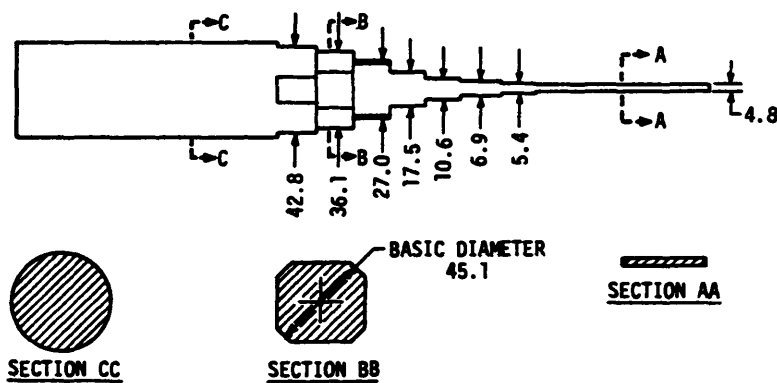 C
B
A
C
B
A
42.8
36.1
27.0
17.5
10.6
6.9
5.4
4.8
BASIC DIAMETER
45.1
SECTION CC
SECTION BB
SECTION AA